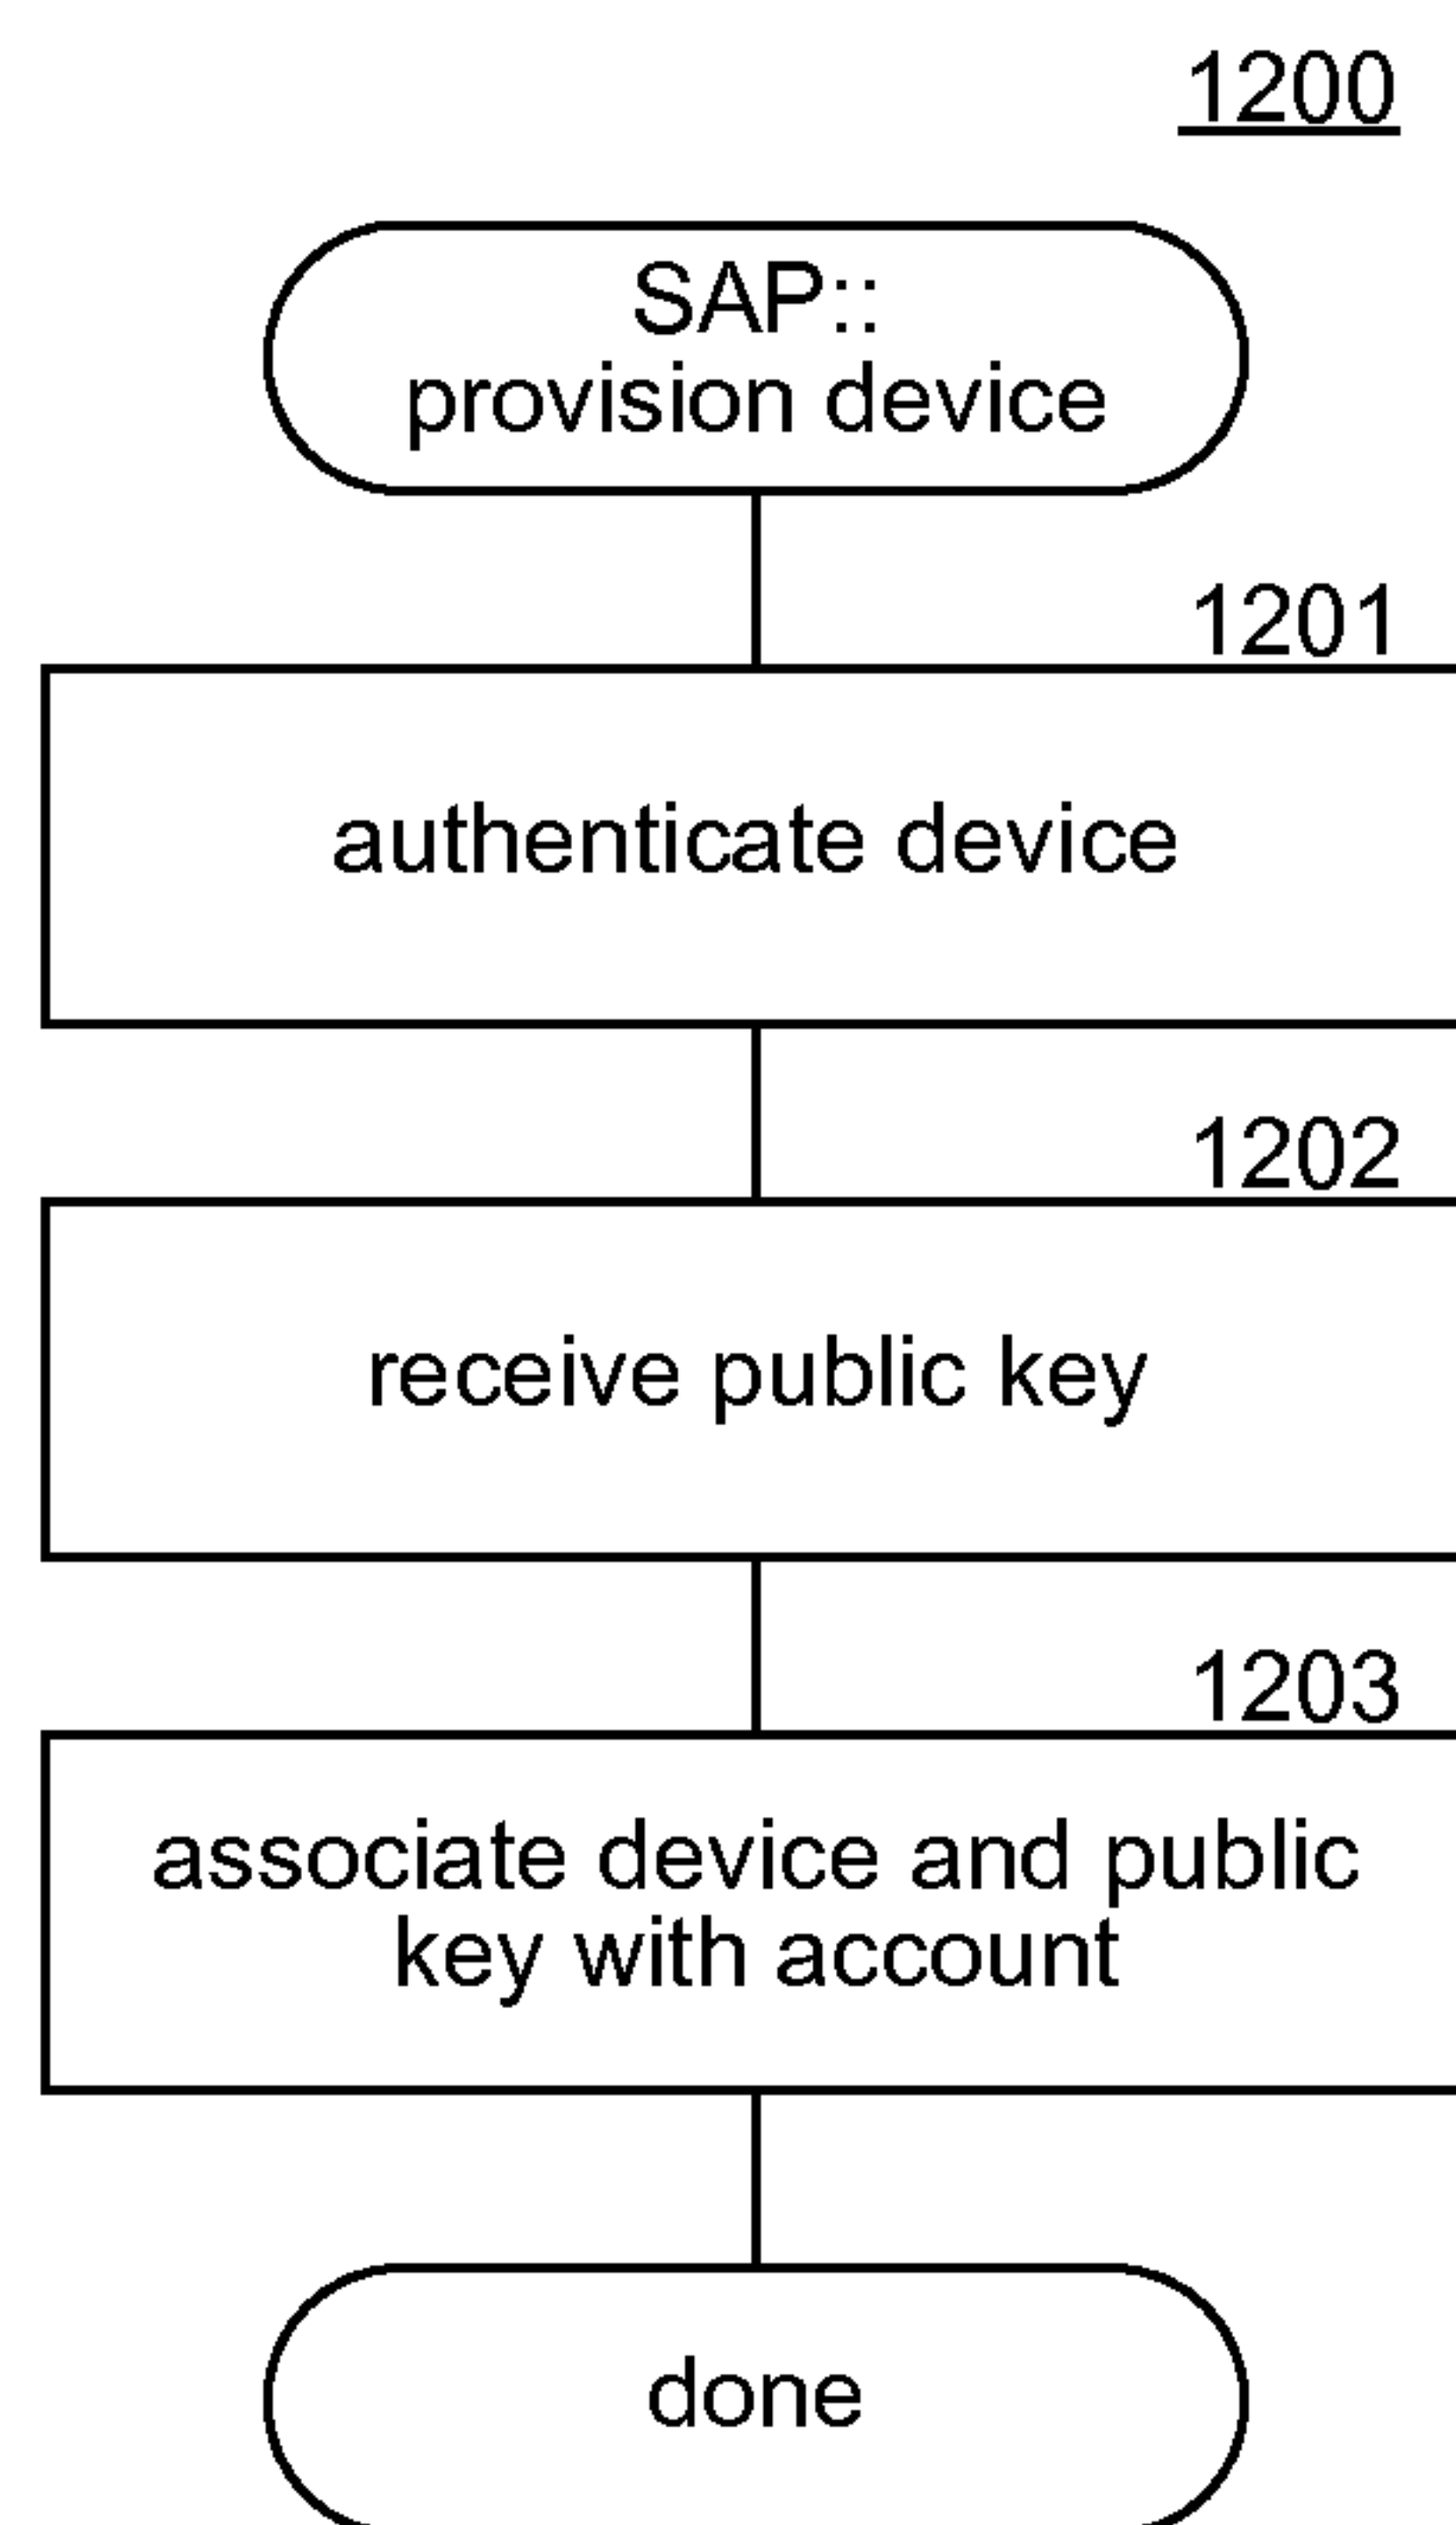 1200
SAP::
provision device
1201
authenticate device
1202
receive public key
1203
associate device and public
key with account
done